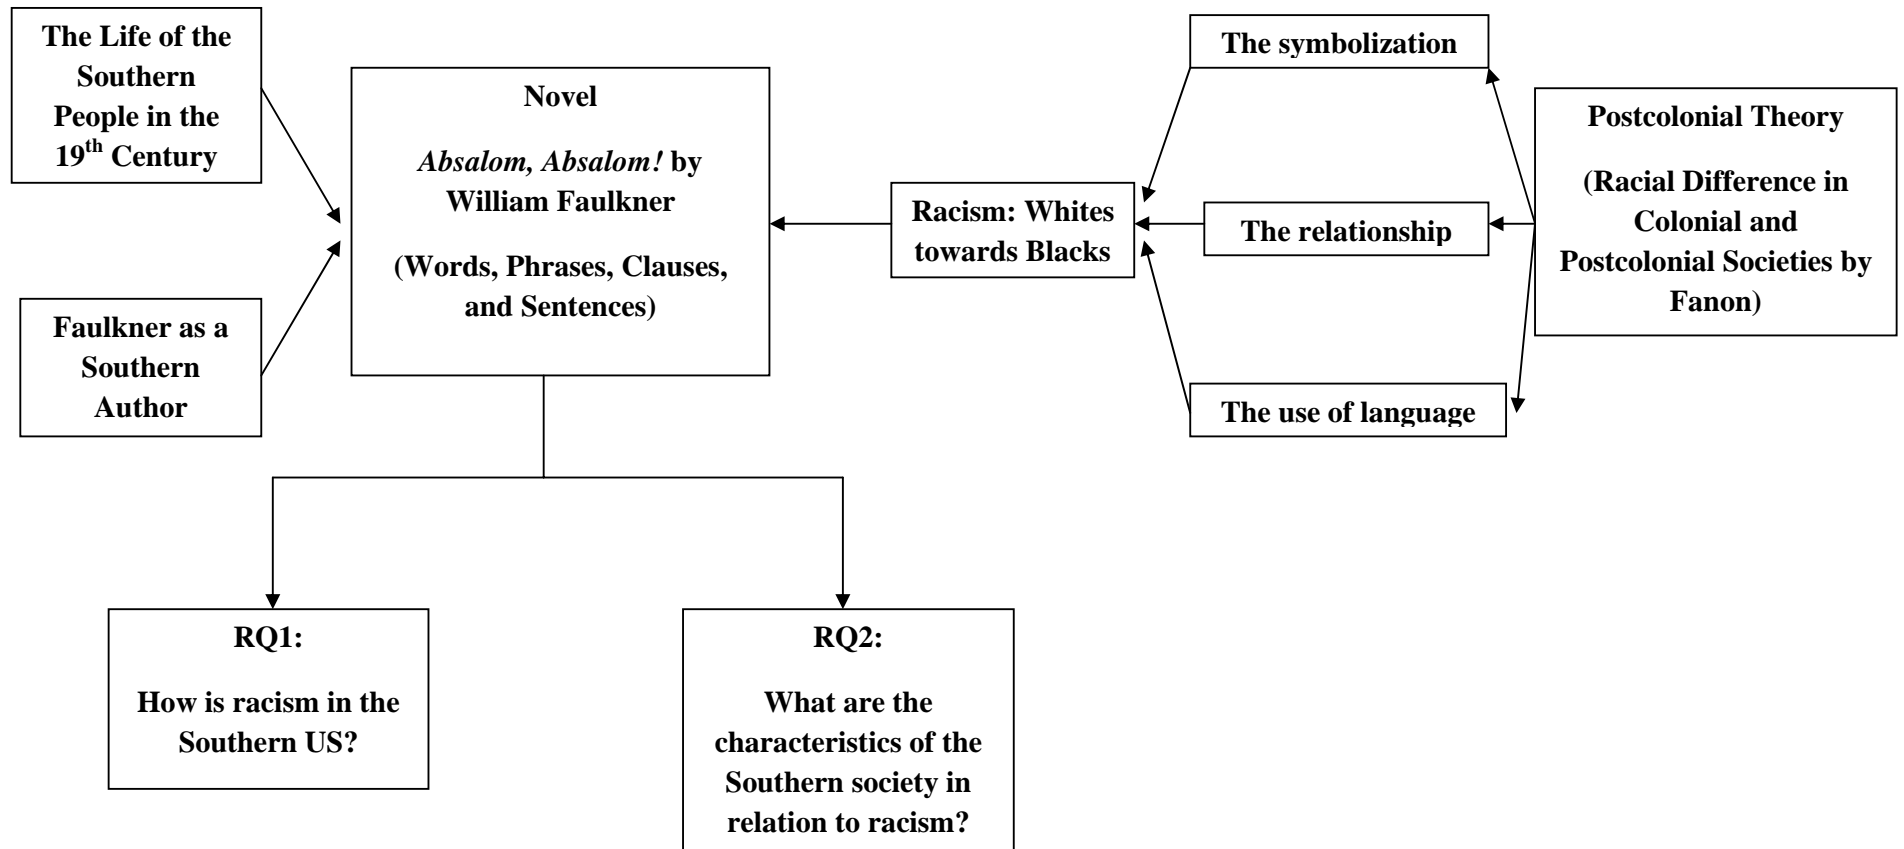 The Life of the
Southern
People in the
19th Century
Faulkner as a
Southern
Author
Novel
Absalom, Absalom! by
William Faulkner
(Words, Phrases, Clauses,
and Sentences)
Racism: Whites
towards Blacks
The symbolization
The relationship
The use of language
Postcolonial Theory
(Racial Difference in
Colonial and
Postcolonial Societies by
Fanon)
RQ1:
How is racism in the
Southern US?
RQ2:
What are the
characteristics of the
Southern society in
relation to racism?